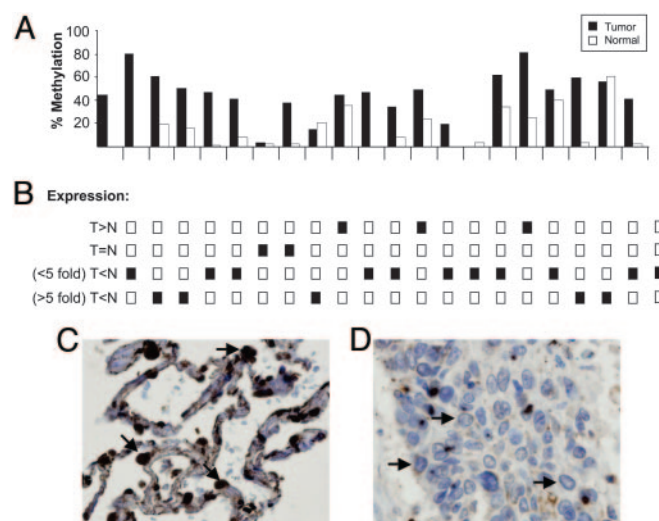 A
% Methylation
100
80
60
40
20
Tumor
Normal
B Expression:
T>N
T=N
(<5 fold) T<N
(>5 fold) T<N
C
D